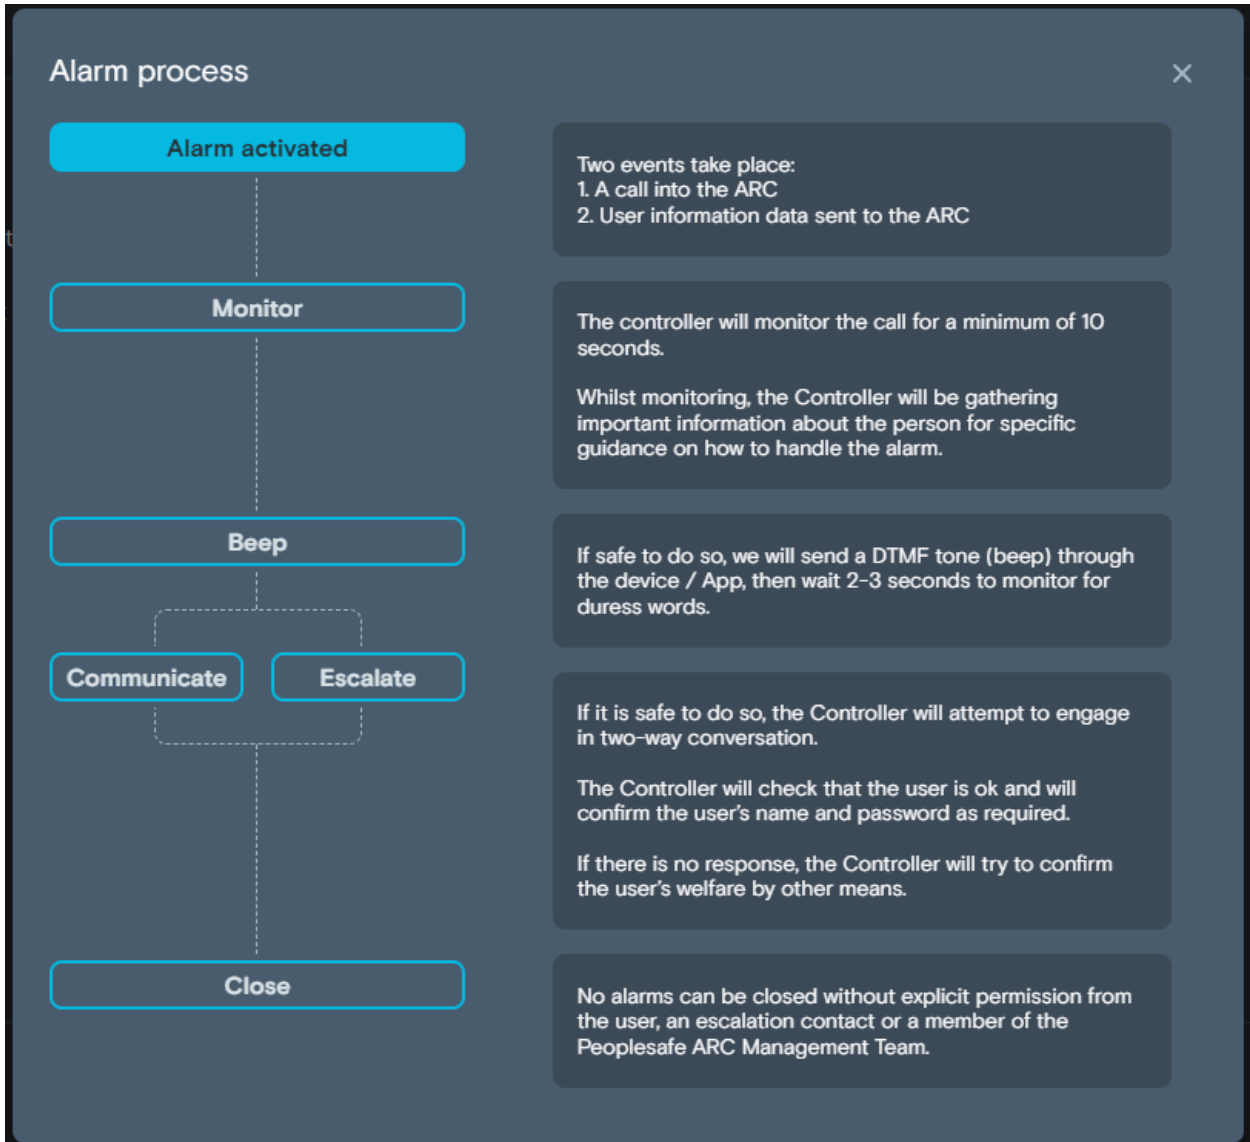 Alarm process
Alarm activated
Two events take place:
1. A call into the ARC
2. User information data sent to the ARC
Monitor
The controller will monitor the call for a minimum of 10
seconds.
Whilst monitoring, the Controller will be gathering
important information about the person for specific
guidance on how to handle the alarm.
Beep
If safe to do so, we will send a DTMF tone (beep) through
the device / App, then wait 2-3 seconds to monitor for
duress words.
Communicate
Escalate
If it is safe to do so, the Controller will attempt to engage
in two-way conversation.
The Controller will check that the user is ok and will
confirm the user's name and password as required.
If there is no response, the Controller will try to confirm
the user's welfare by other means.
Close
No alarms can be closed without explicit permission from
the user, an escalation contact or a member of the
Peoplesafe ARC Management Team.